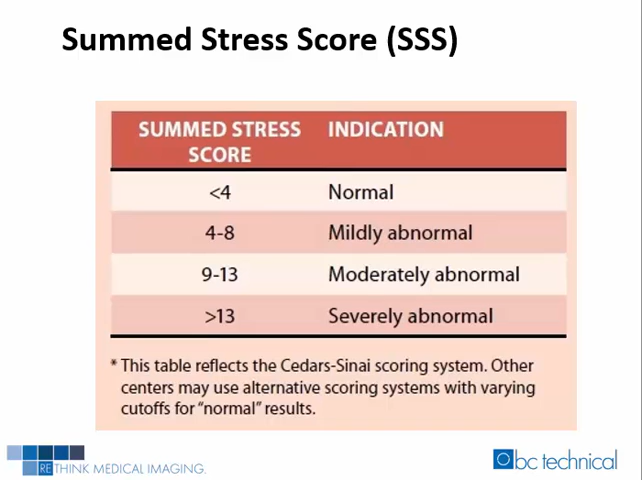 Summed Stress Score (SSS)
SUMMED STRESS
SCORE
INDICATION
<4 Normal
4-8 Mildly abnormal
9-13 Moderately abnormal
>13 Severely abnormal
* This table reflects the Cedars-Sinai scoring system. Other
centers may use alternative scoring systems with varying
cutoffs for “normal” results.
RETHINK MEDICAL IMAGING.
bc technical